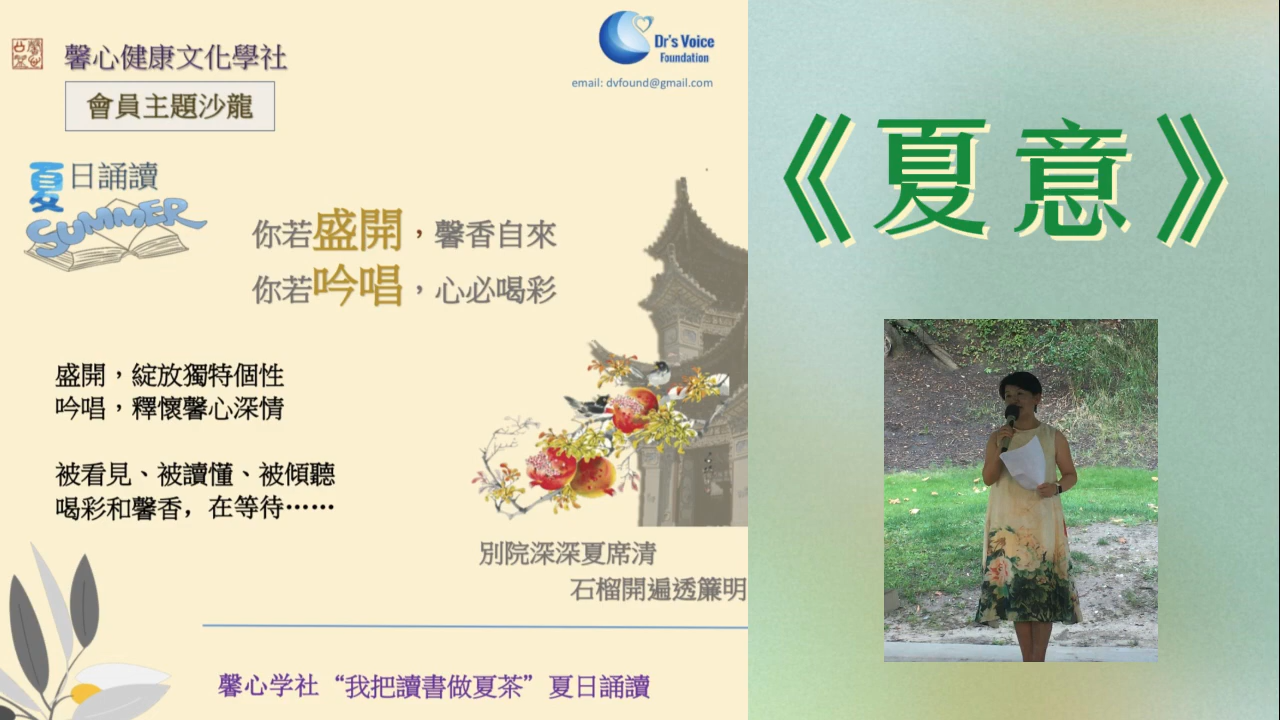 馨心健康文化學社
會員主題沙龍
Dr's Voice
Foundation
email: dvfound@gmail.com
夏日誦讀
SUMMER
你若盛開，馨香自來
你若吟唱，心必喝彩
盛開，綻放獨特個性
吟唱，釋懷馨心深情
被看見、被讀懂、被傾聽
喝彩和馨香，在等待……
別院深深夏席清
石榴開遍透簾明
馨心学社“我把讀書做夏茶”夏日誦讀
《夏意》